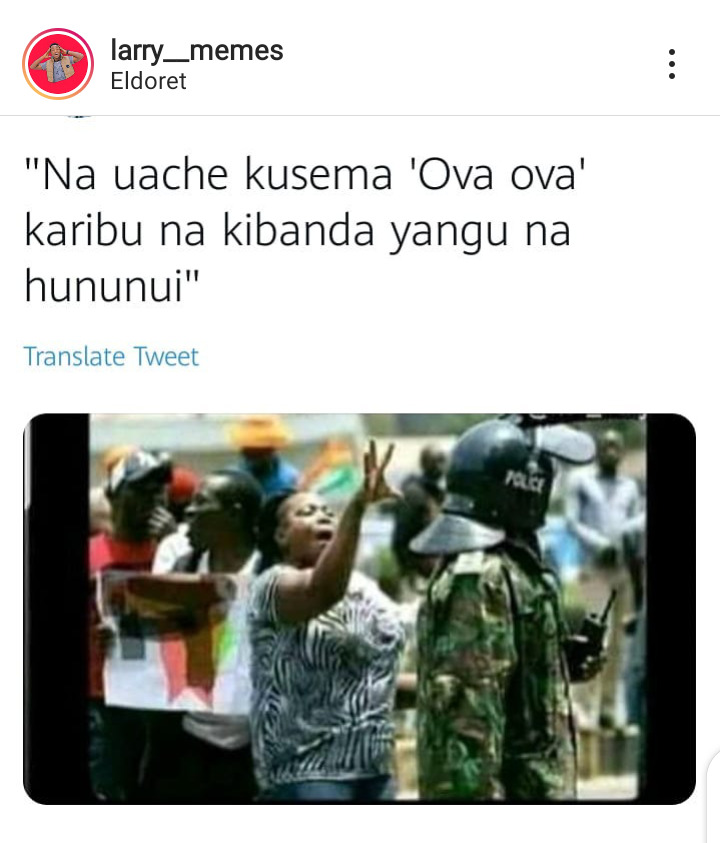 larry__memes
Eldoret
"Na uache kusema 'Ova ova'
karibu na kibanda yangu na
hununui"
Translate Tweet
POLICE